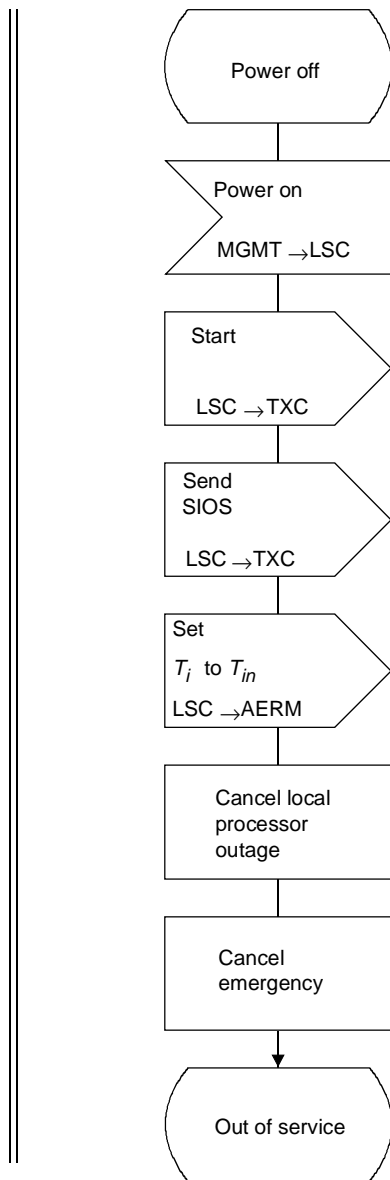 Power off
Power on
MGMT →LSC
Start
LSC →TXC
Send
SIOS
LSC →TXC
Set
Ti to Tin
LSC →AERM
Cancel local
processor
outage
Cancel
emergency
Out of service